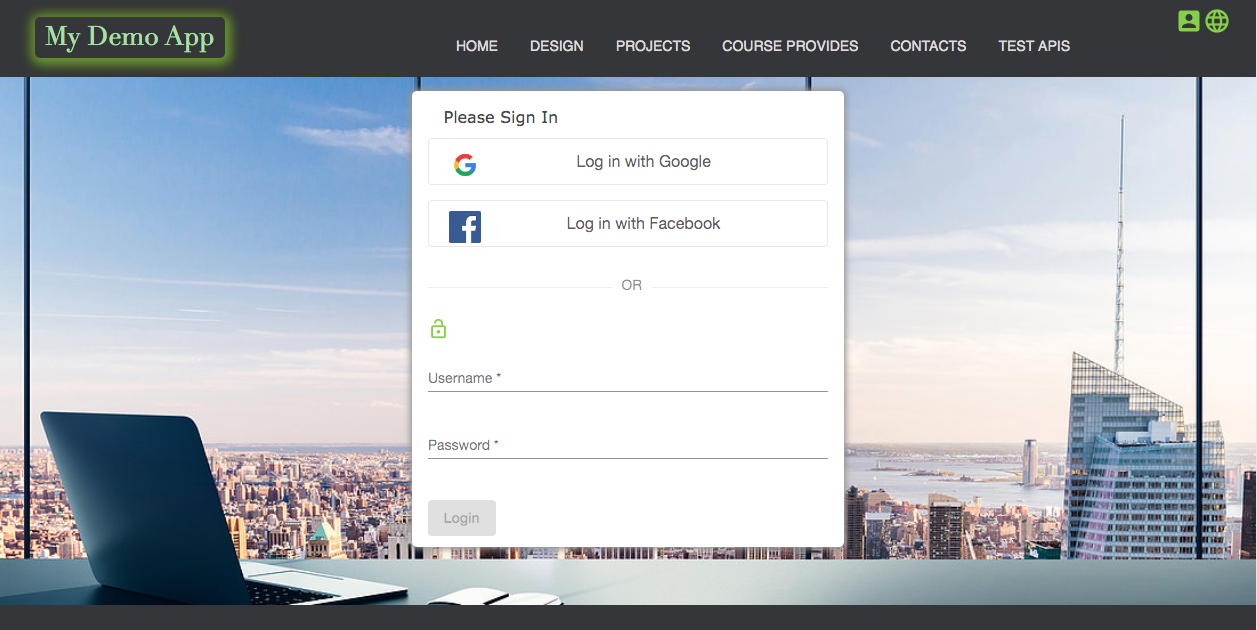 My Demo App
HOME DESIGN PROJECTS COURSE PROVIDES CONTACTS TEST APIS
Please Sign In
Log in with Google
Log in with Facebook
OR
Username *
Password *
Login